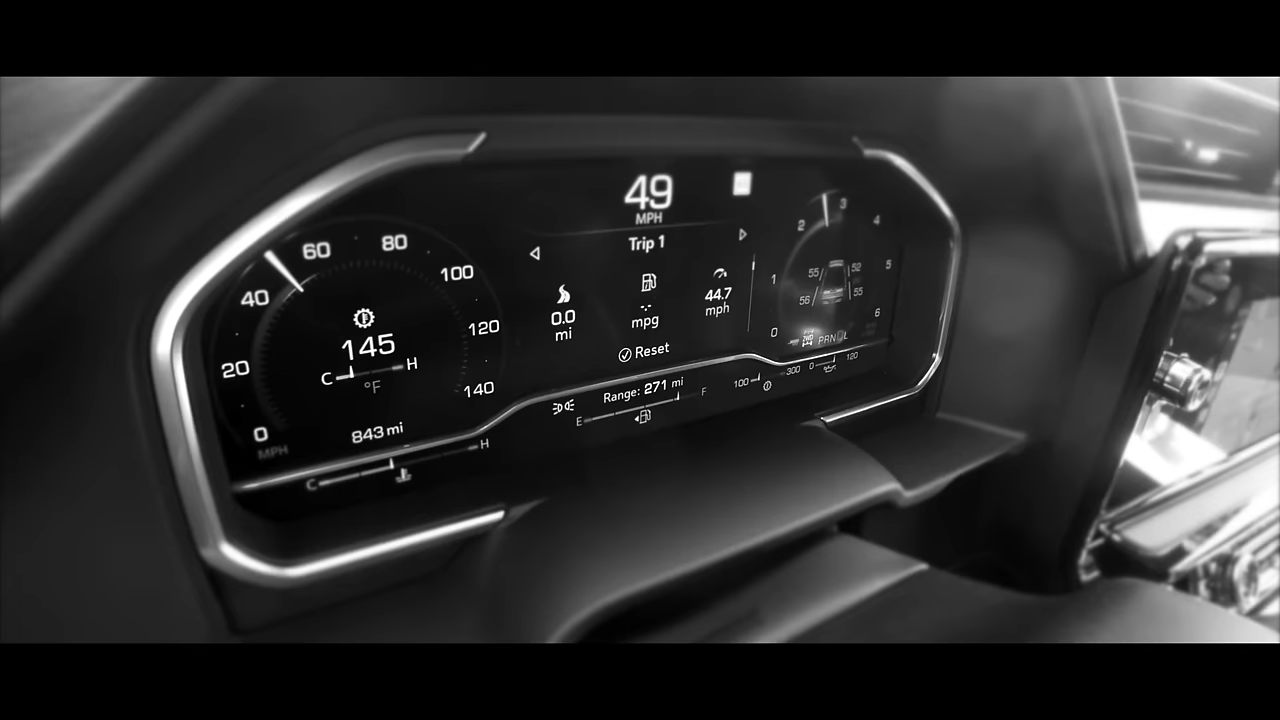 49
MPH
Trip 1
0.0
mi
-.-
mpg
44.7
mph
Reset
0
20
40
60
80
100
120
140
MPH
145
C H
°F
843 mi
C H
Range: 271 mi
E F
0
1
2
3
4
5
6
55 52
56 55
2WD
PRNDL
100 300
0 120